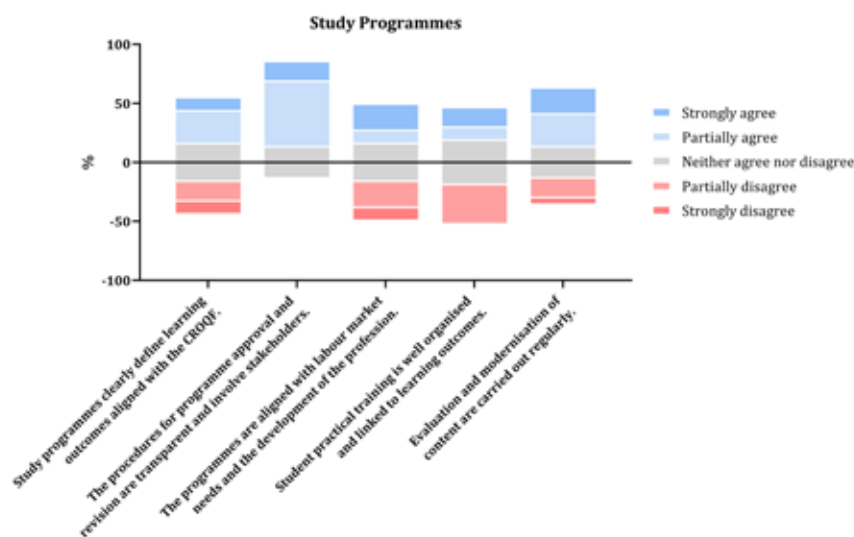 Study Programmes
100
50
0
-50
-100
%
Strongly agree
Partially agree
Neither agree nor disagree
Partially disagree
Strongly disagree
Study programmes clearly define learning
outcomes aligned with the CROQF.
The procedures for programme approval and
revision are transparent and involve stakeholders.
The programmes are aligned with labour market
needs and the development of the profession.
Student practical training is well organised
and linked to learning outcomes.
Evaluation and modernisation of
content are carried out regularly.